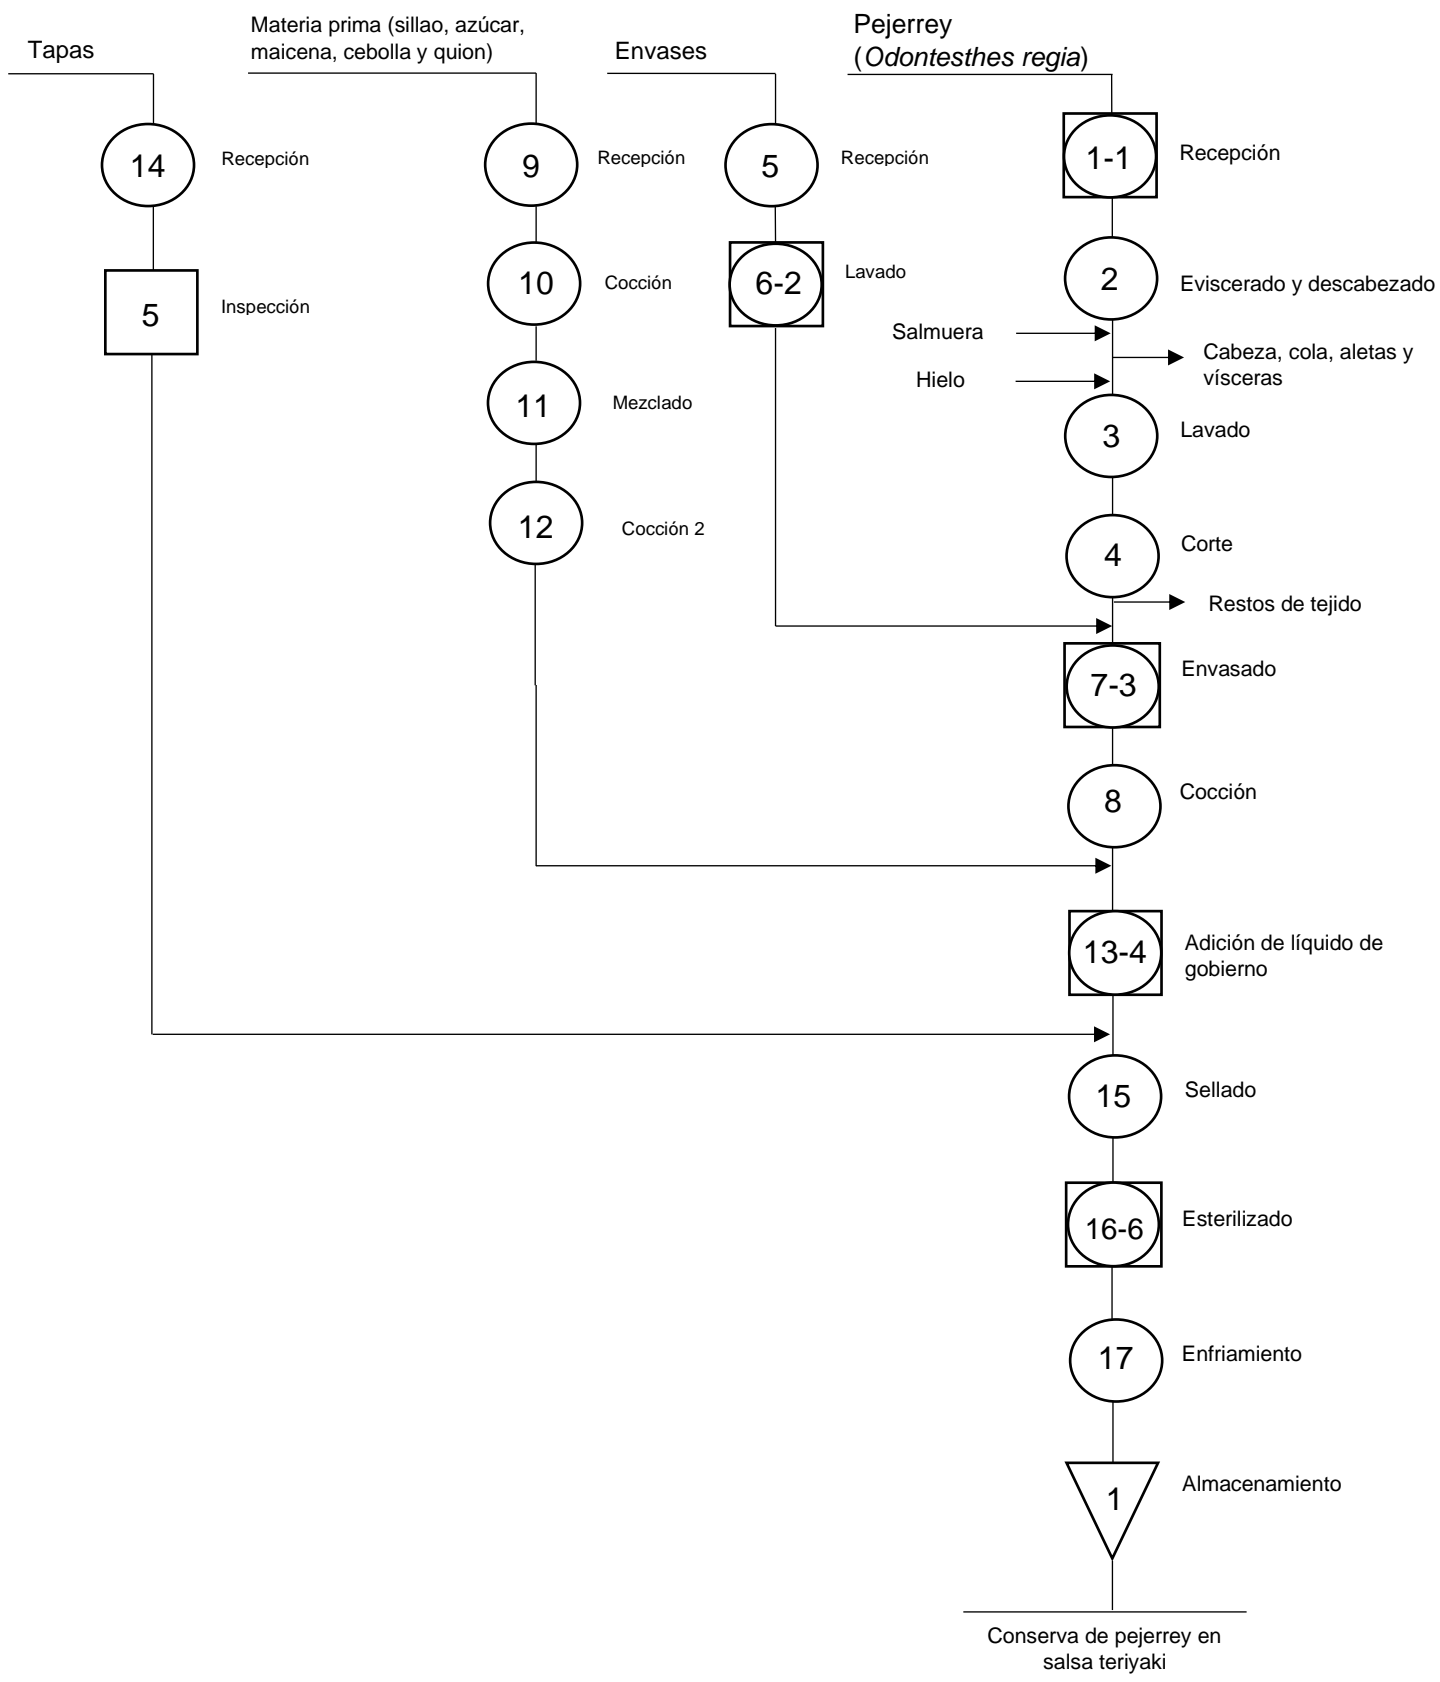 Tapas
Materia prima (sillao, azúcar,
maicena, cebolla y quion)
Envases
Pejerrey
(Odontesthes regia)
14
Recepción
9
Recepción
5
Recepción
1-1
Recepción
5
Inspección
10
Cocción
6-2
Lavado
2
Eviscerado y descabezado
Salmuera
Cabeza, cola, aletas y
vísceras
Hielo
11
Mezclado
3
Lavado
12
Cocción 2
4
Corte
Restos de tejido
7-3
Envasado
8
Cocción
13-4
Adición de líquido de
gobierno
15
Sellado
16-6
Esterilizado
17
Enfriamiento
1
Almacenamiento
Conserva de pejerrey en
salsa teriyaki